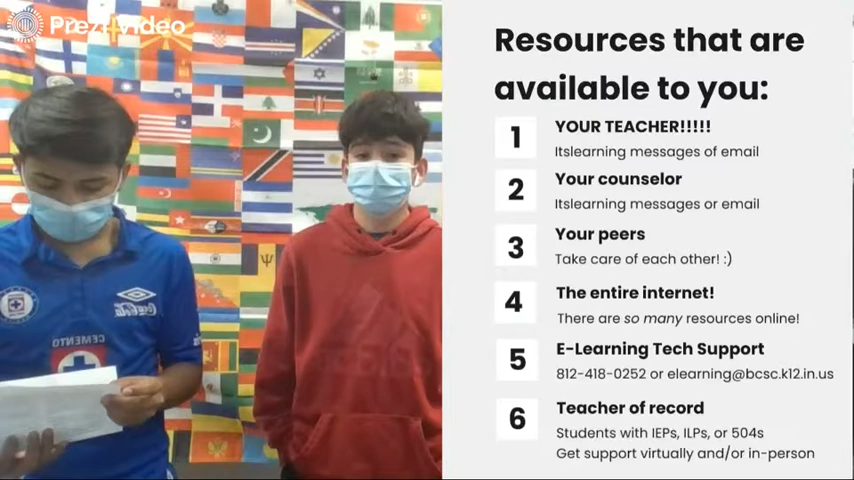 Prezi video
Resources that are
available to you:
1
YOUR TEACHER!!!!!
Itslearning messages of email
2
Your counselor
Itslearning messages or email
3
Your peers
Take care of each other! :)
4
The entire internet!
There are so many resources online!
5
E-Learning Tech Support
812-418-0252 or elearning@bcsc.k12.in.us
6
Teacher of record
Students with IEPs, ILPs, or 504s
Get support virtually and/or in-person
Coca-Cola
CEMENTO